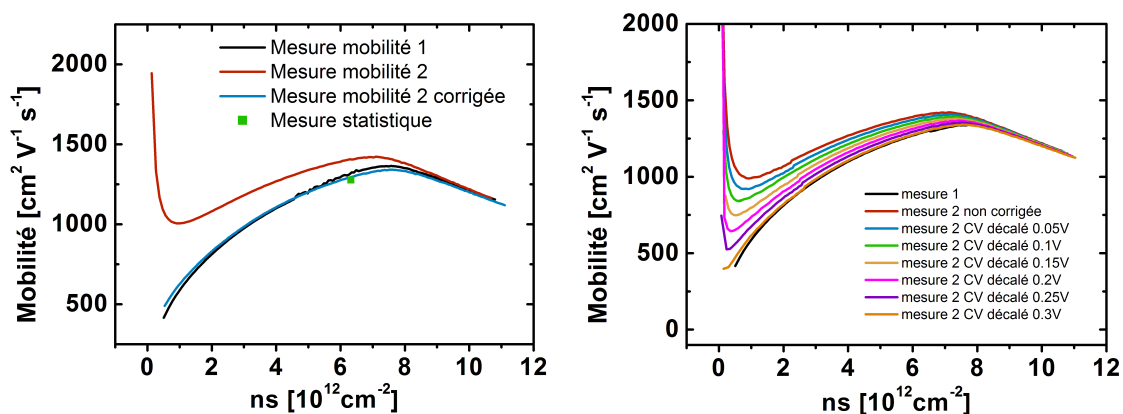 2000
1500
1000
500
Mobilité [cm² V⁻¹ s⁻¹]
Mesure mobilité 1
Mesure mobilité 2
Mesure mobilité 2 corrigée
Mesure statistique
0 2 4 6 8 10 12
ns [10¹²cm⁻²]
2000
1500
1000
500
0
Mobilité [cm² V⁻¹ s⁻¹]
mesure 1
mesure 2 non corrigée
mesure 2 CV décalé 0.05V
mesure 2 CV décalé 0.1V
mesure 2 CV décalé 0.15V
mesure 2 CV décalé 0.2V
mesure 2 CV décalé 0.25V
mesure 2 CV décalé 0.3V
0 2 4 6 8 10 12
ns [10¹²cm⁻²]